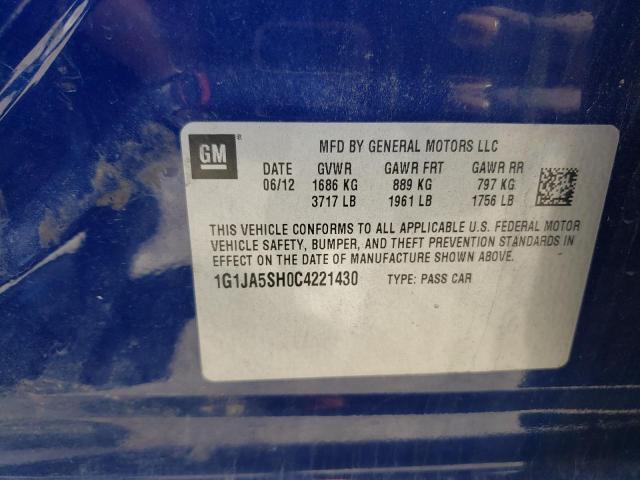 GM ®
MFD BY GENERAL MOTORS LLC
DATE GVWR GAWR FRT GAWR RR
06/12 1686 KG 889 KG 797 KG
3717 LB 1961 LB 1756 LB
THIS VEHICLE CONFORMS TO ALL APPLICABLE U.S. FEDERAL MOTOR
VEHICLE SAFETY, BUMPER, AND THEFT PREVENTION STANDARDS IN
EFFECT ON THE DATE OF MANUFACTURE SHOWN ABOVE.
1G1JA5SH0C4221430 TYPE: PASS CAR